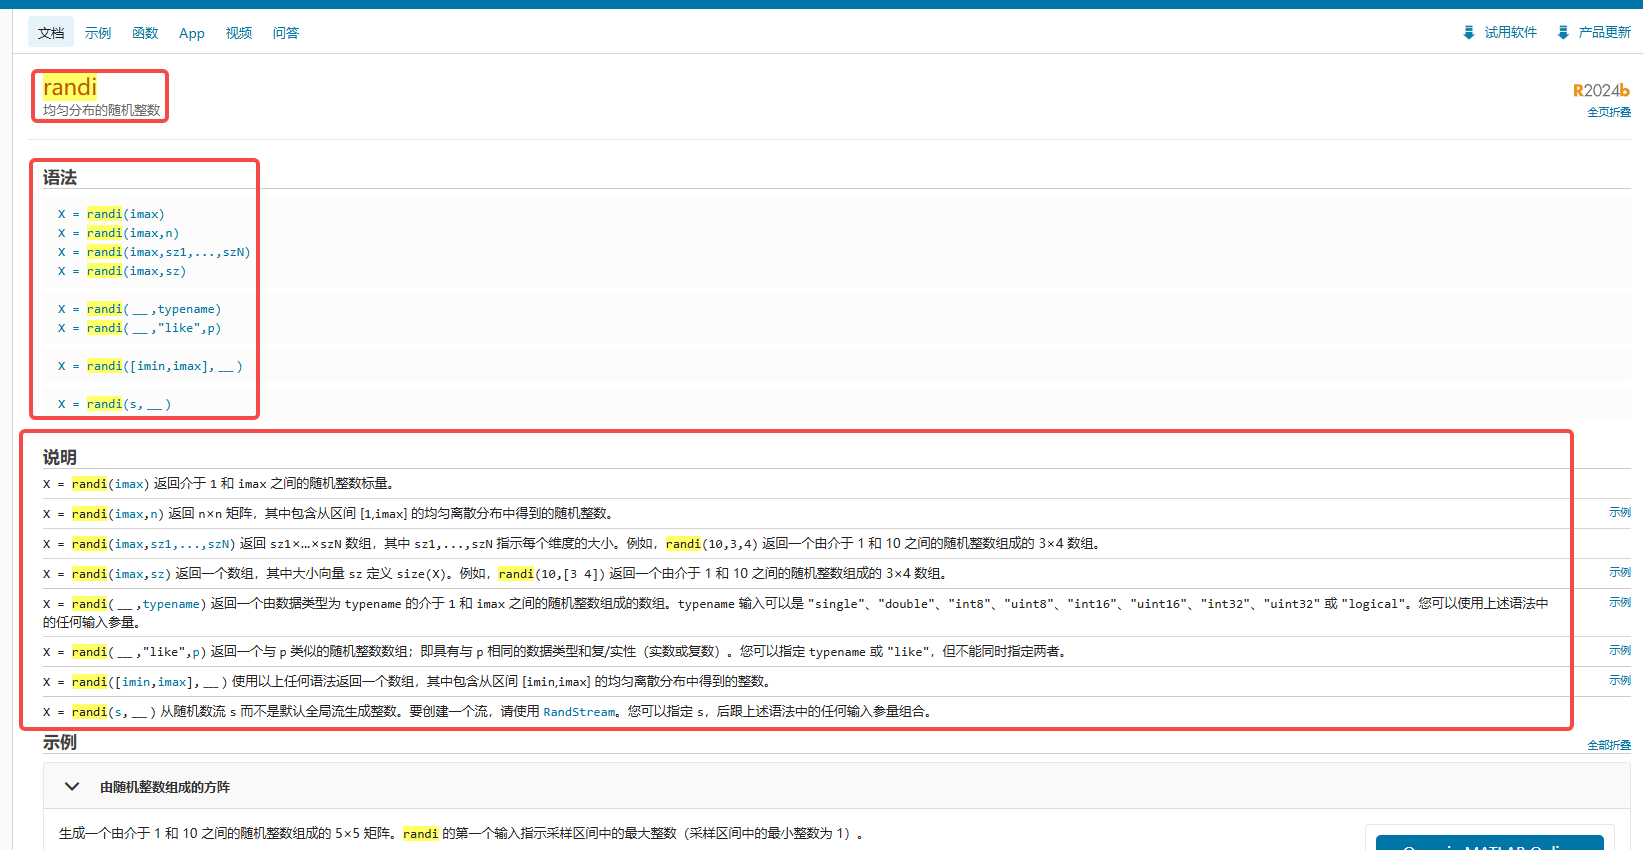 文档 示例 函数 App 视频 问答 试用软件 产品更新
randi
均匀分布的随机整数
R2024b
全页折叠
语法
X = randi(imax)
X = randi(imax,n)
X = randi(imax,sz1,...,szN)
X = randi(imax,sz)
X = randi(__,typename)
X = randi(__,"like",p)
X = randi([imin,imax],__)
X = randi(s,__)
说明
X = randi(imax) 返回介于 1 和 imax 之间的随机整数标量。
X = randi(imax,n) 返回 n×n 矩阵，其中包含从区间 [1,imax] 的均匀离散分布中得到的随机整数。 示例
X = randi(imax,sz1,...,szN) 返回 sz1×…×szN 数组，其中 sz1,...,szN 指示每个维度的大小。例如，randi(10,3,4) 返回一个由介于 1 和 10 之间的随机整数组成的 3×4 数组。
X = randi(imax,sz) 返回一个数组，其中大小向量 sz 定义 size(X)。例如，randi(10,[3 4]) 返回一个由介于 1 和 10 之间的随机整数组成的 3×4 数组。 示例
X = randi(__,typename) 返回一个由数据类型为 typename 的介于 1 和 imax 之间的随机整数组成的数组。typename 输入可以是 "single"、"double"、"int8"、"uint8"、"int16"、"uint16"、"int32"、"uint32" 或 "logical"。您可以使用上述语法中 示例
的任何输入参量。
X = randi(__,"like",p) 返回一个与 p 类似的随机整数数组；即具有与 p 相同的数据类型和复/实性（实数或复数）。您可以指定 typename 或 "like"，但不能同时指定两者。 示例
X = randi([imin,imax],__) 使用以上任何语法返回一个数组，其中包含从区间 [imin,imax] 的均匀离散分布中得到的整数。 示例
X = randi(s,__) 从随机数流 s 而不是默认全局流生成整数。要创建一个流，请使用 RandStream。您可以指定 s，后跟上述语法中的任何输入参量组合。
示例
全部折叠
由随机整数组成的方阵
生成一个由介于 1 和 10 之间的随机整数组成的 5×5 矩阵。randi 的第一个输入指示采样区间中的最大整数（采样区间中的最小整数为 1）。